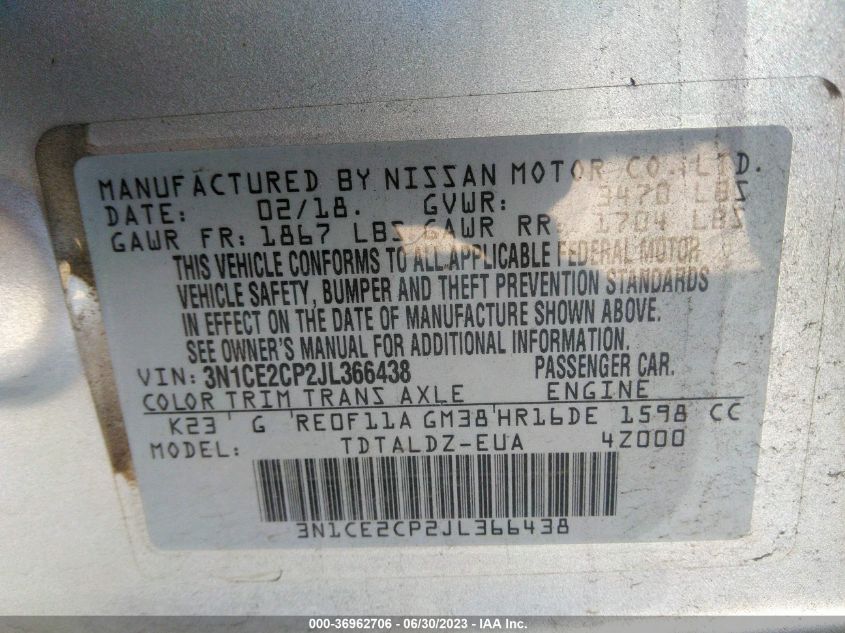 MANUFACTURED BY NISSAN MOTOR CO.,LTD.
DATE: 02/18. GVWR: 3470 LBS
GAWR FR: 1867 LBS GAWR RR: 1704 LBS
THIS VEHICLE CONFORMS TO ALL APPLICABLE FEDERAL MOTOR
VEHICLE SAFETY, BUMPER AND THEFT PREVENTION STANDARDS
IN EFFECT ON THE DATE OF MANUFACTURE SHOWN ABOVE.
SEE OWNER'S MANUAL FOR ADDITIONAL INFORMATION.
VIN: 3N1CE2CP2JL366438 PASSENGER CAR.
COLOR TRIM TRANS AXLE ENGINE
K23 G RE0F11A GM38 HR16DE 1598 CC
MODEL: TDTALDZ-EUA 4Z000
3N1CE2CP2JL366438
000-36962706 - 06/30/2023 - IAA Inc.